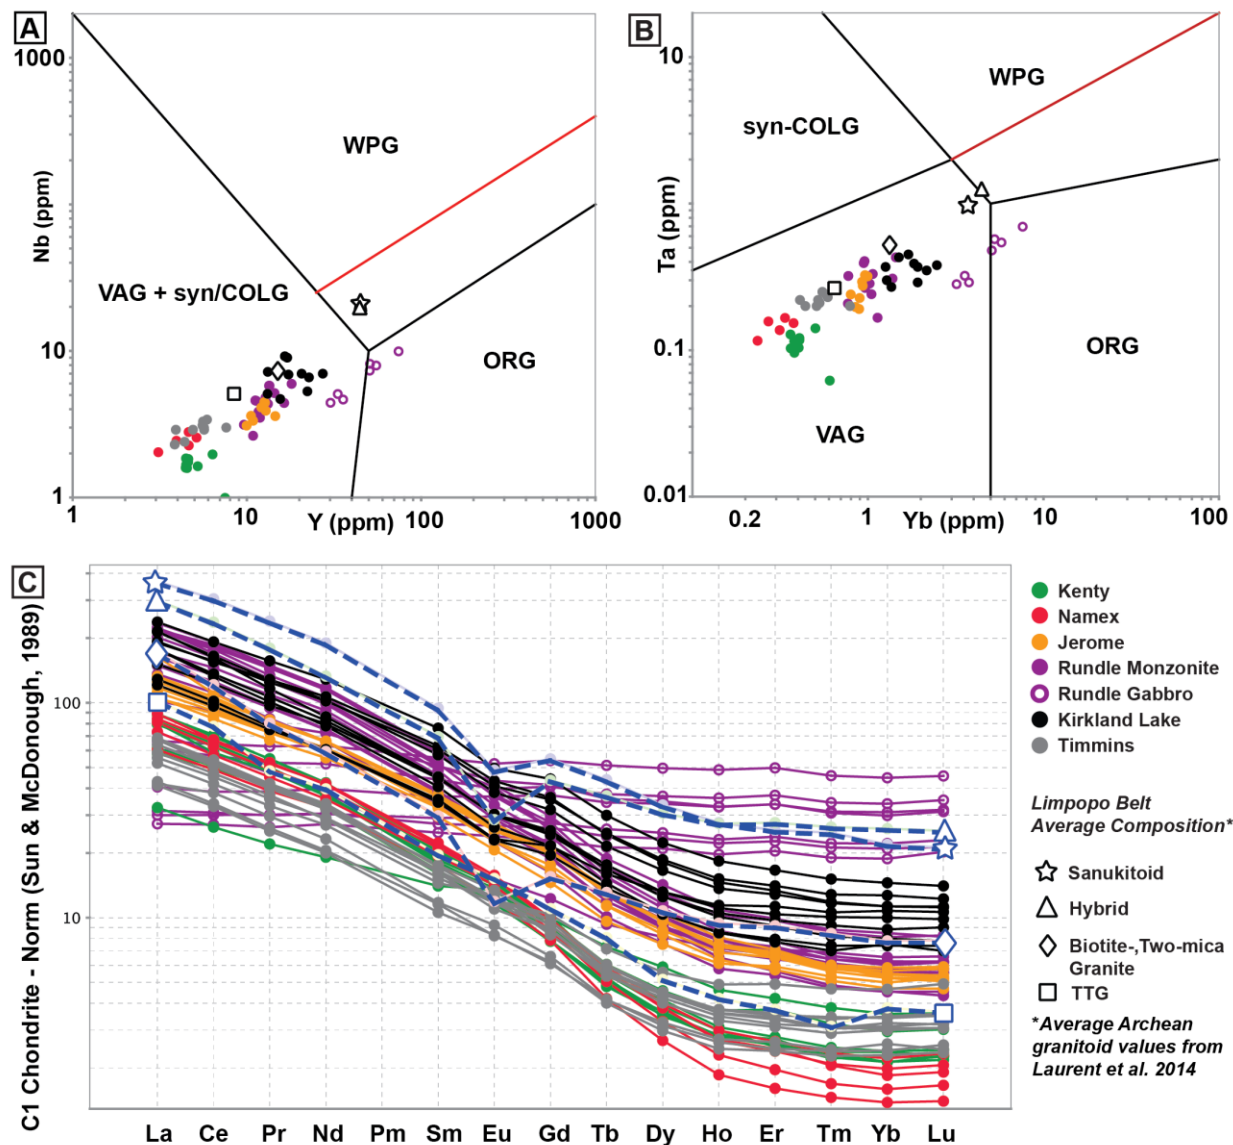 A
Nb (ppm)
1000
10
1
WPG
VAG + syn/COLG
ORG
10
100
1000
Y (ppm)
B
Ta (ppm)
10
1
0.1
0.01
WPG
syn-COLG
VAG
ORG
0.2
1
10
100
Yb (ppm)
C
C1 Chondrite - Norm (Sun & McDonough, 1989)
100
10
La Ce Pr Nd Pm Sm Eu Gd Tb Dy Ho Er Tm Yb Lu
Kenty
Namex
Jerome
Rundle Monzonite
Rundle Gabbro
Kirkland Lake
Timmins
Limpopo Belt
Average Composition*
Sanukitoid
Hybrid
Biotite-,Two-mica
Granite
TTG
*Average Archean
granitoid values from
Laurent et al. 2014